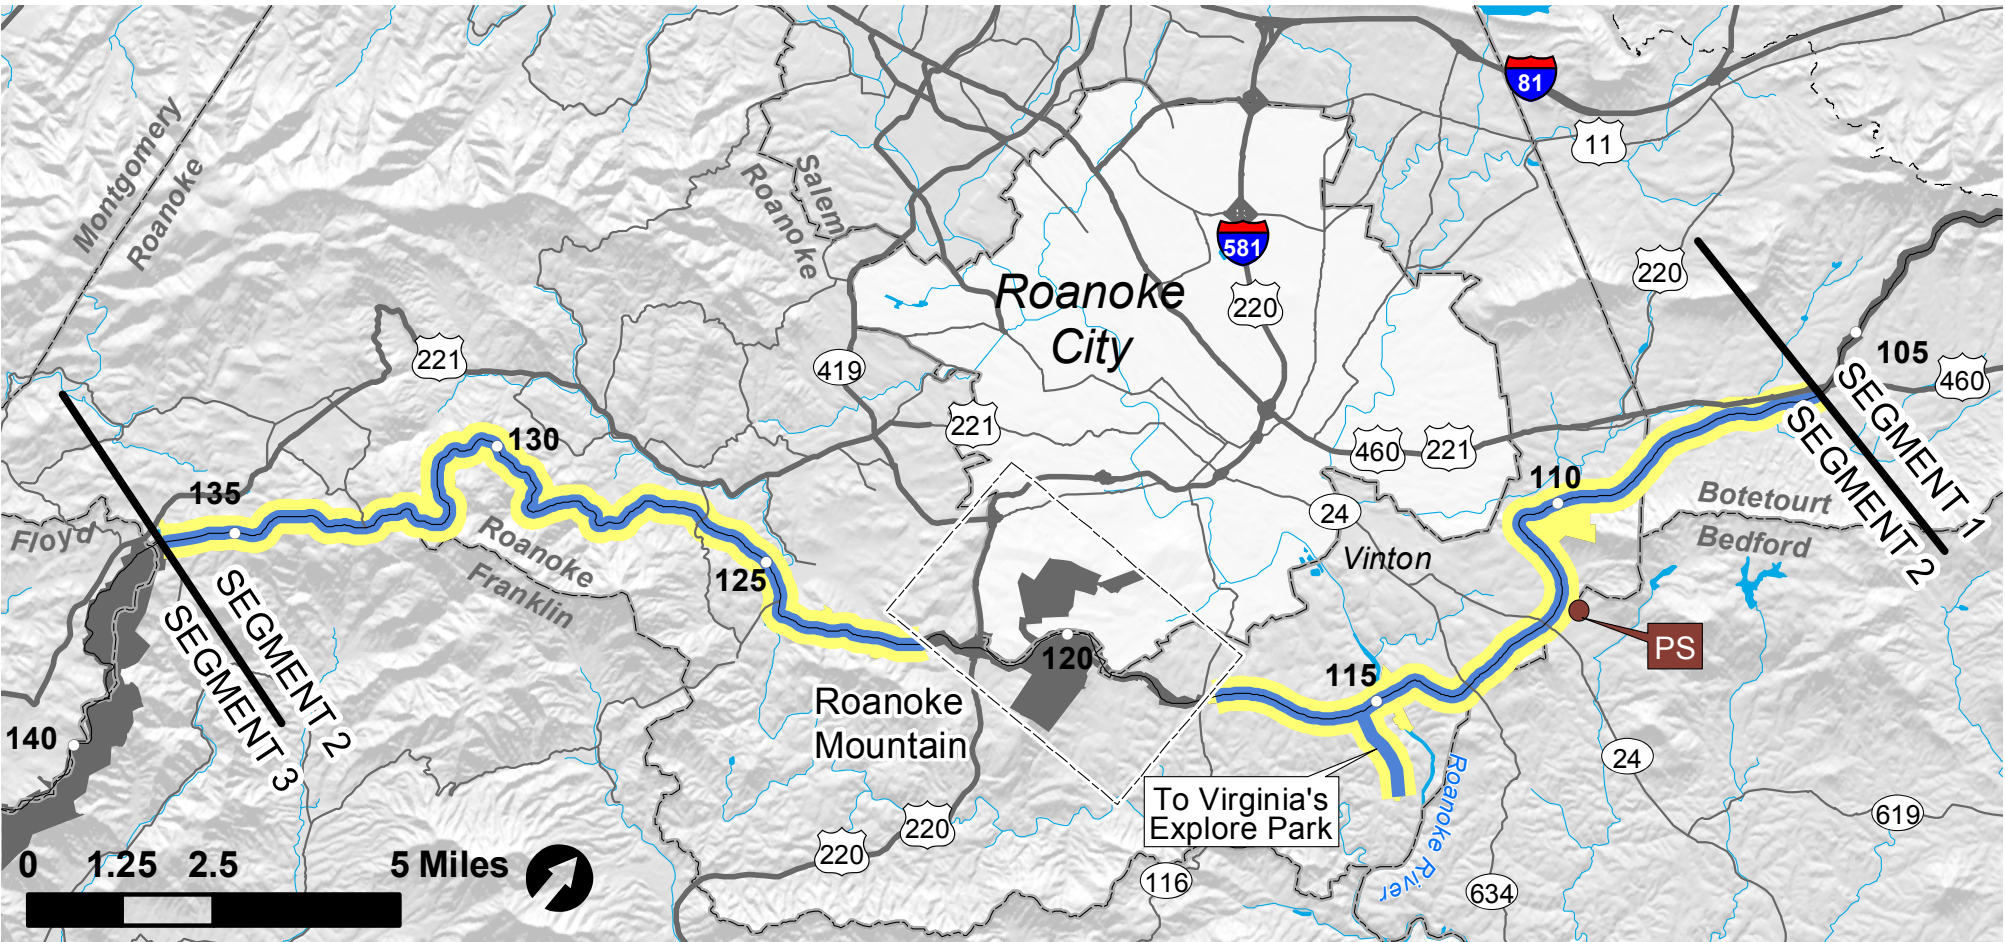 81
11
Montgomery
Roanoke
Salem
Roanoke
581
220
220
Roanoke
City
105
460
221
419
SEGMENT 1
SEGMENT 2
221
460
221
130
110
135
Botetourt
Bedford
24
Vinton
Floyd
Roanoke
Franklin
125
SEGMENT 2
SEGMENT 3
120
PS
115
Roanoke
Mountain
140
24
To Virginia's
Explore Park
Roanoke River
619
220
220
0 1.25 2.5 5 Miles
116
634